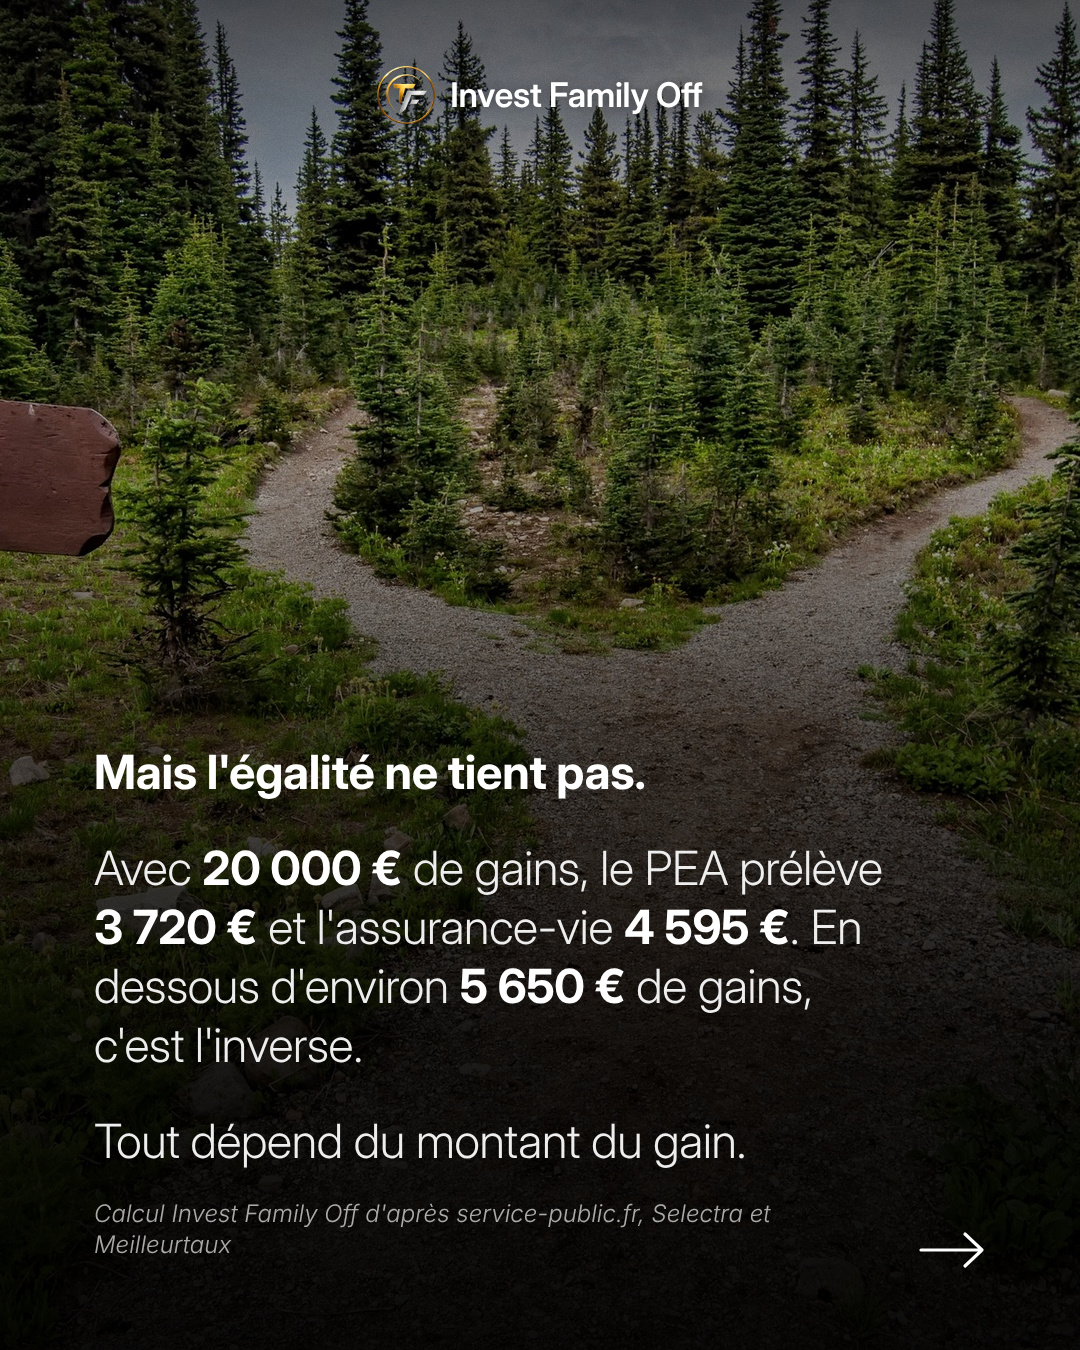 Invest Family Off
Mais l'égalité ne tient pas.
Avec 20 000 € de gains, le PEA prélève
3 720 € et l'assurance-vie 4 595 €. En
dessous d'environ 5 650 € de gains,
c'est l'inverse.
Tout dépend du montant du gain.
Calcul Invest Family Off d'après service-public.fr, Selectra et
Meilleurtaux